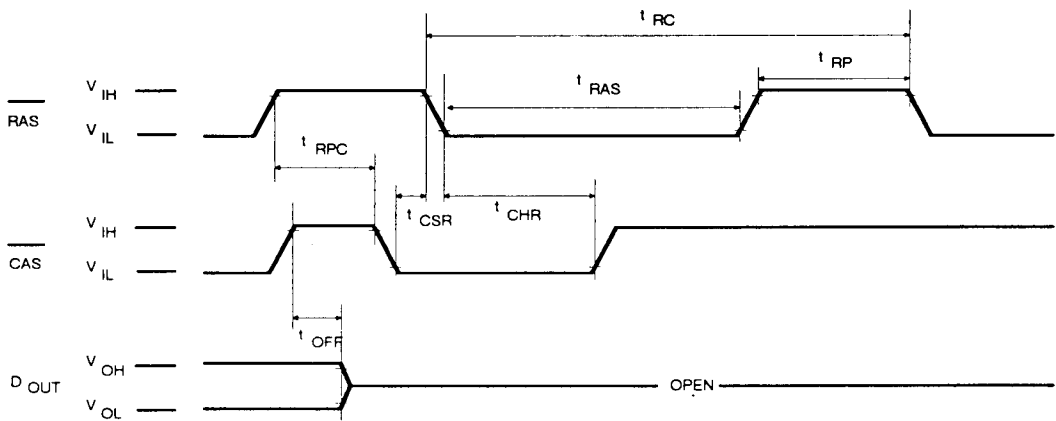 t RC
t RP
V IH
t RAS
RAS
V IL
t RPC
t CSR
t CHR
V IH
CAS
V IL
t OFF
V OH
D OUT
OPEN
V OL